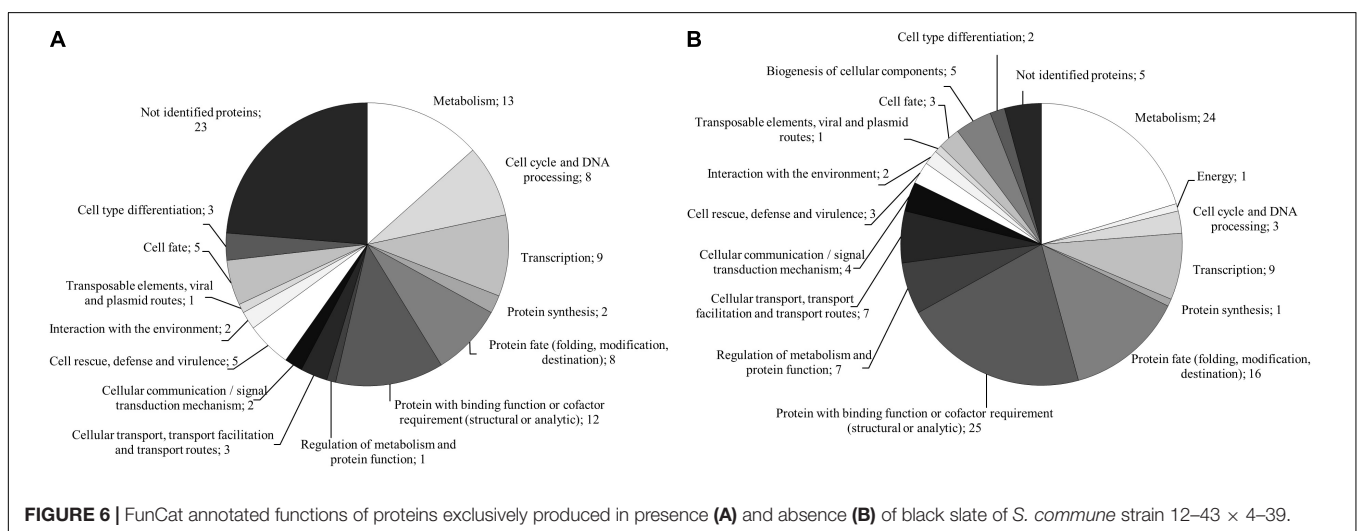 A
Metabolism; 13
Cell cycle and DNA
processing; 8
Transcription; 9
Protein synthesis; 2
Protein fate (folding, modification,
destination); 8
Protein with binding function or cofactor
requirement (structural or analytic); 12
Regulation of metabolism and
protein function; 1
Cellular transport, transport facilitation
and transport routes; 3
Cellular communication / signal
transduction mechanism; 2
Cell rescue, defense and virulence; 5
Interaction with the environment; 2
Transposable elements, viral
and plasmid routes; 1
Cell fate; 5
Cell type differentiation; 3
Not identified proteins;
23
B
Metabolism; 24
Energy; 1
Cell cycle and DNA
processing; 3
Transcription; 9
Protein synthesis; 1
Protein fate (folding, modification,
destination); 16
Protein with binding function or cofactor requirement
(structural or analytic); 25
Regulation of metabolism and
protein function; 7
Cellular transport, transport
facilitation and transport routes; 7
Cellular communication / signal
transduction mechanism; 4
Cell rescue, defense and virulence; 3
Interaction with the environment; 2
Transposable elements, viral and plasmid
routes; 1
Cell fate; 3
Biogenesis of cellular components; 5
Cell type differentiation; 2
Not identified proteins; 5
FIGURE 6 | FunCat annotated functions of proteins exclusively produced in presence (A) and absence (B) of black slate of S. commune strain 12–43 × 4–39.